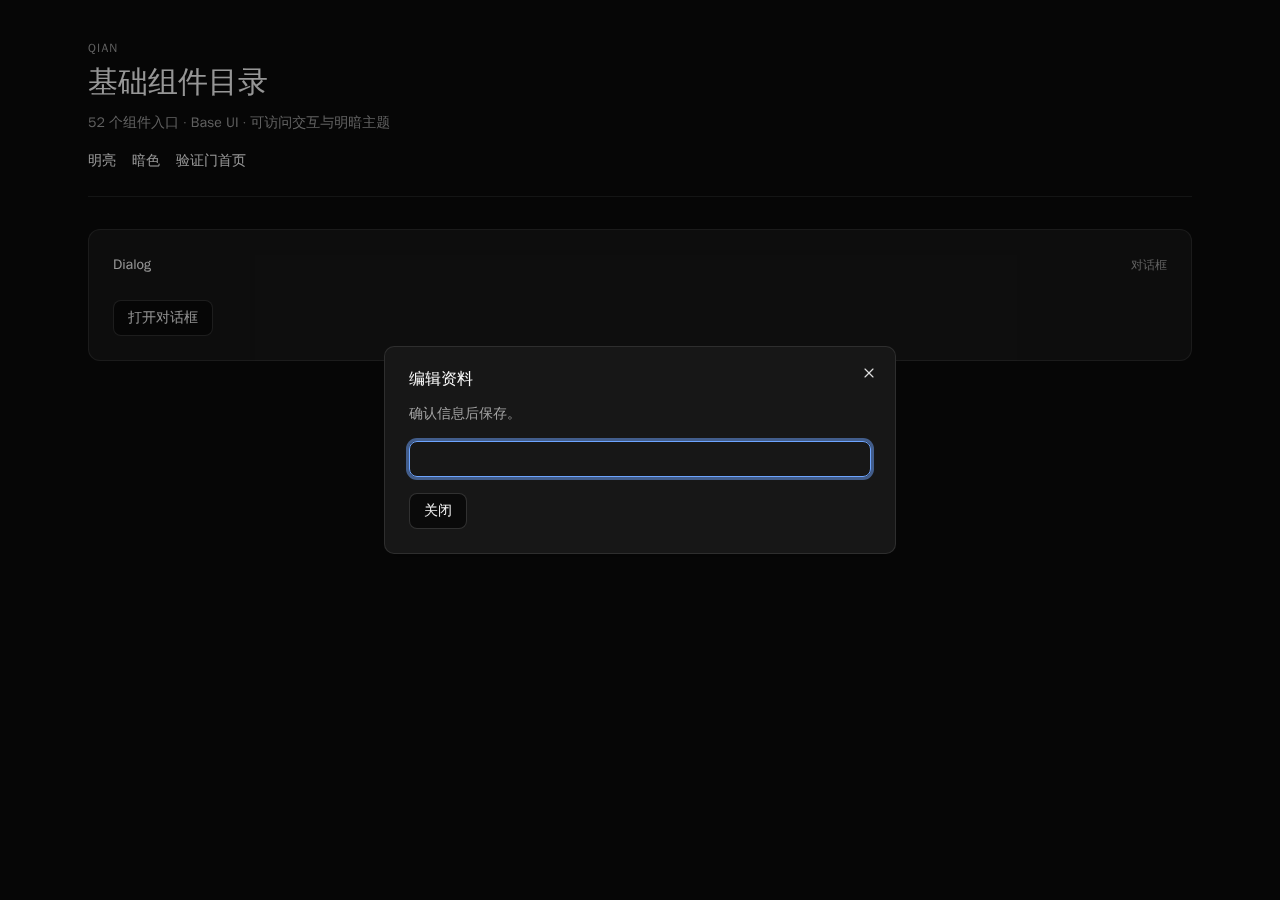 QIAN
基础组件目录
52 个组件入口 · Base UI · 可访问交互与明暗主题
明亮 暗色 验证门首页
Dialog 对话框
打开对话框
编辑资料
确认信息后保存。
关闭